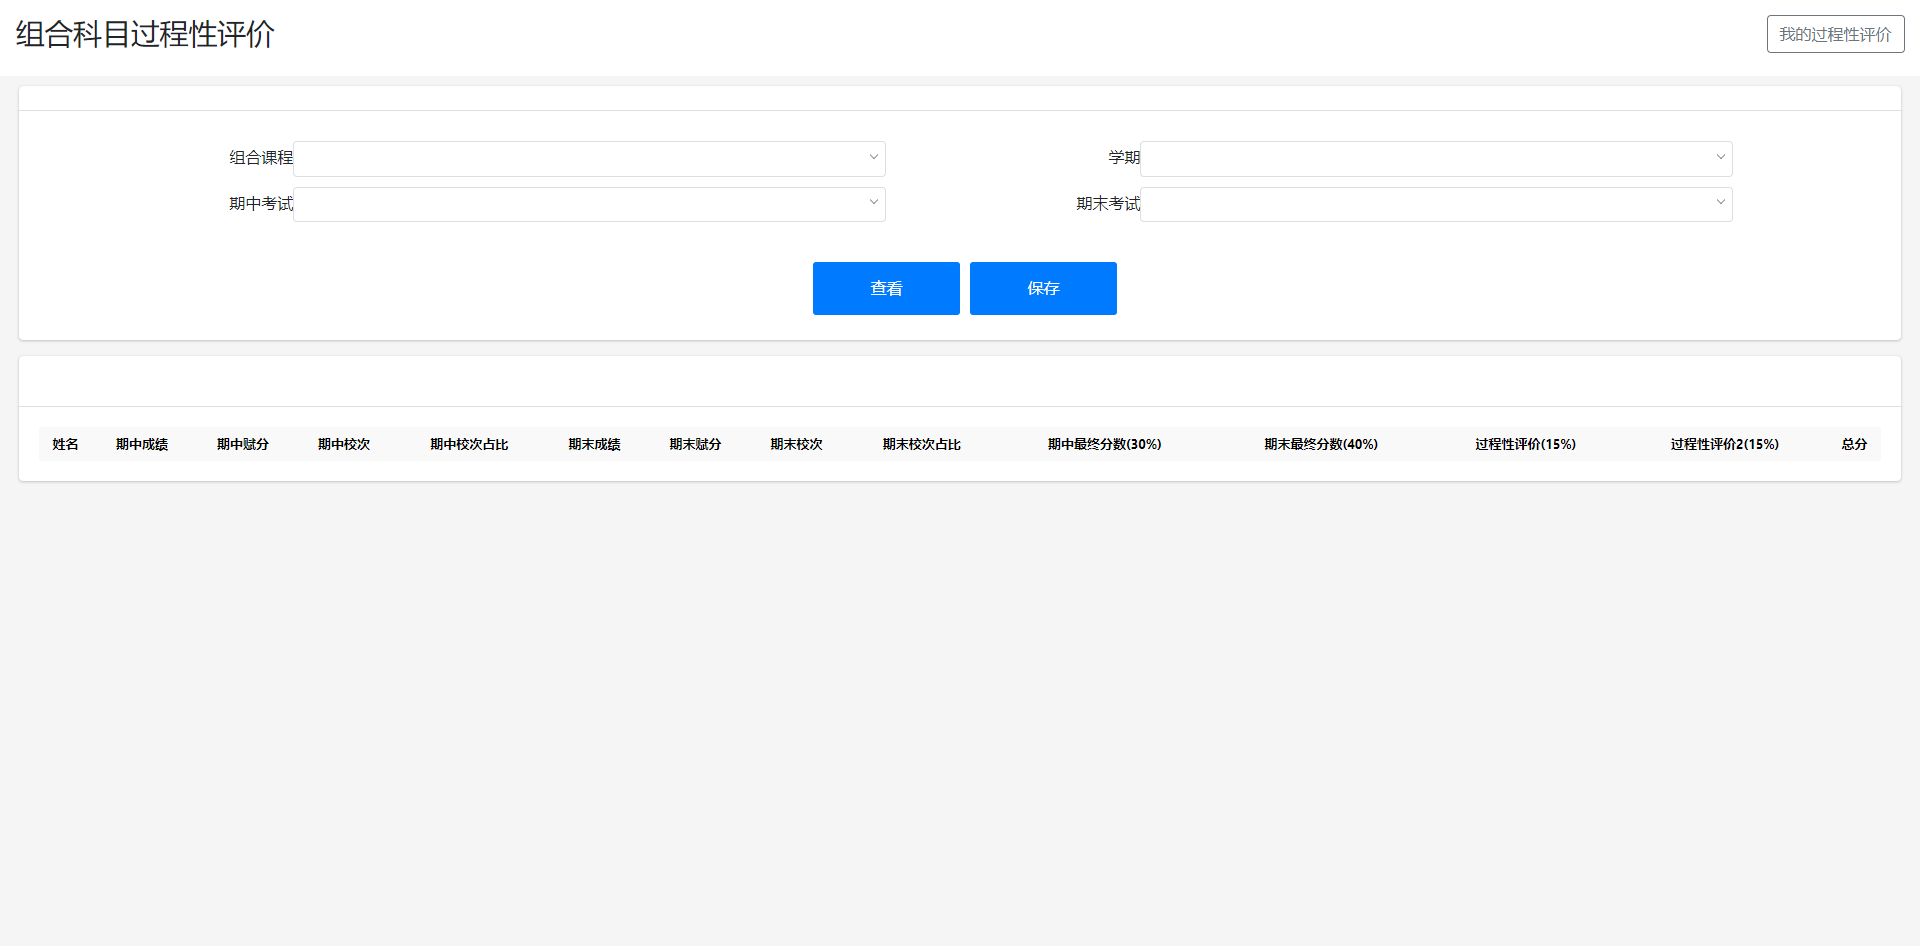 组合科目过程性评价
我的过程性评价
组合课程
学期
期中考试
期末考试
查看
保存
姓名 期中成绩 期中赋分 期中校次 期中校次占比 期末成绩 期末赋分 期末校次 期末校次占比 期中最终分数(30%) 期末最终分数(40%) 过程性评价(15%) 过程性评价2(15%) 总分